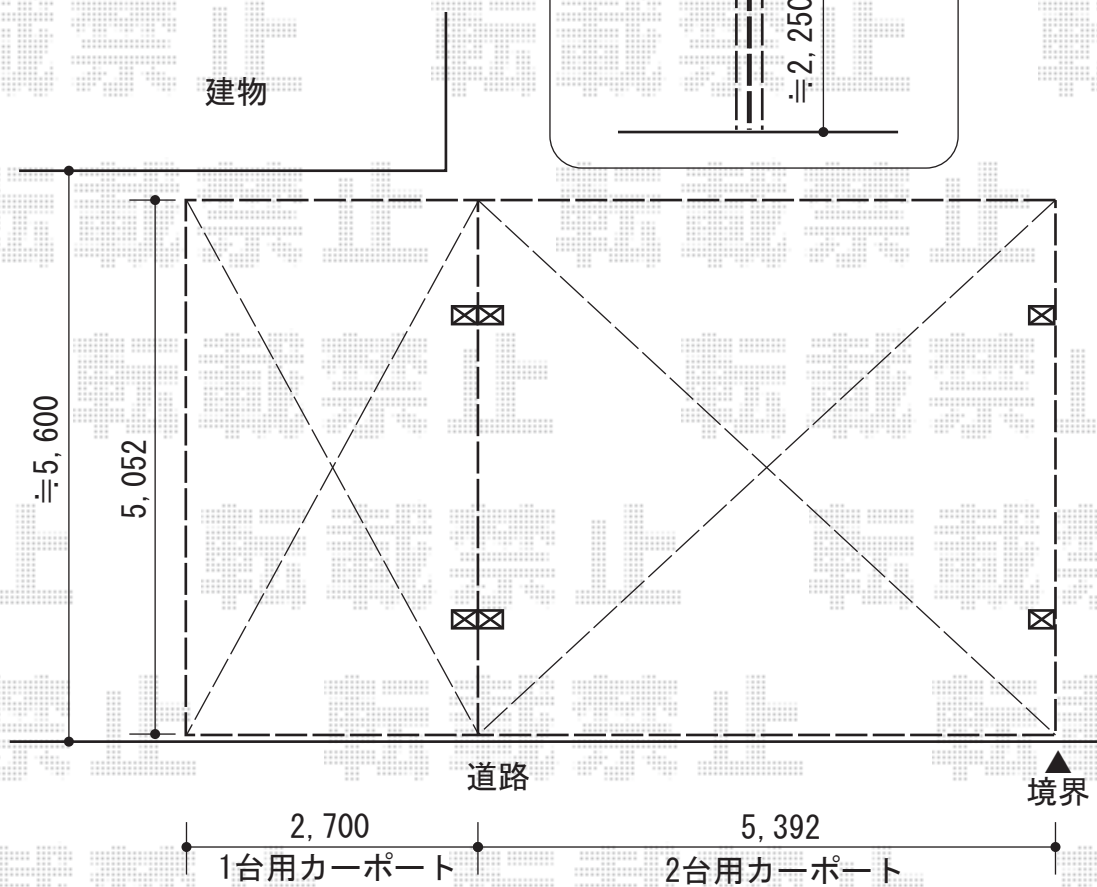 転載禁止
≒2,250
建物
≒5,600
5,052
道路
境界
2,700
5,392
1台用カーポート
2台用カーポート